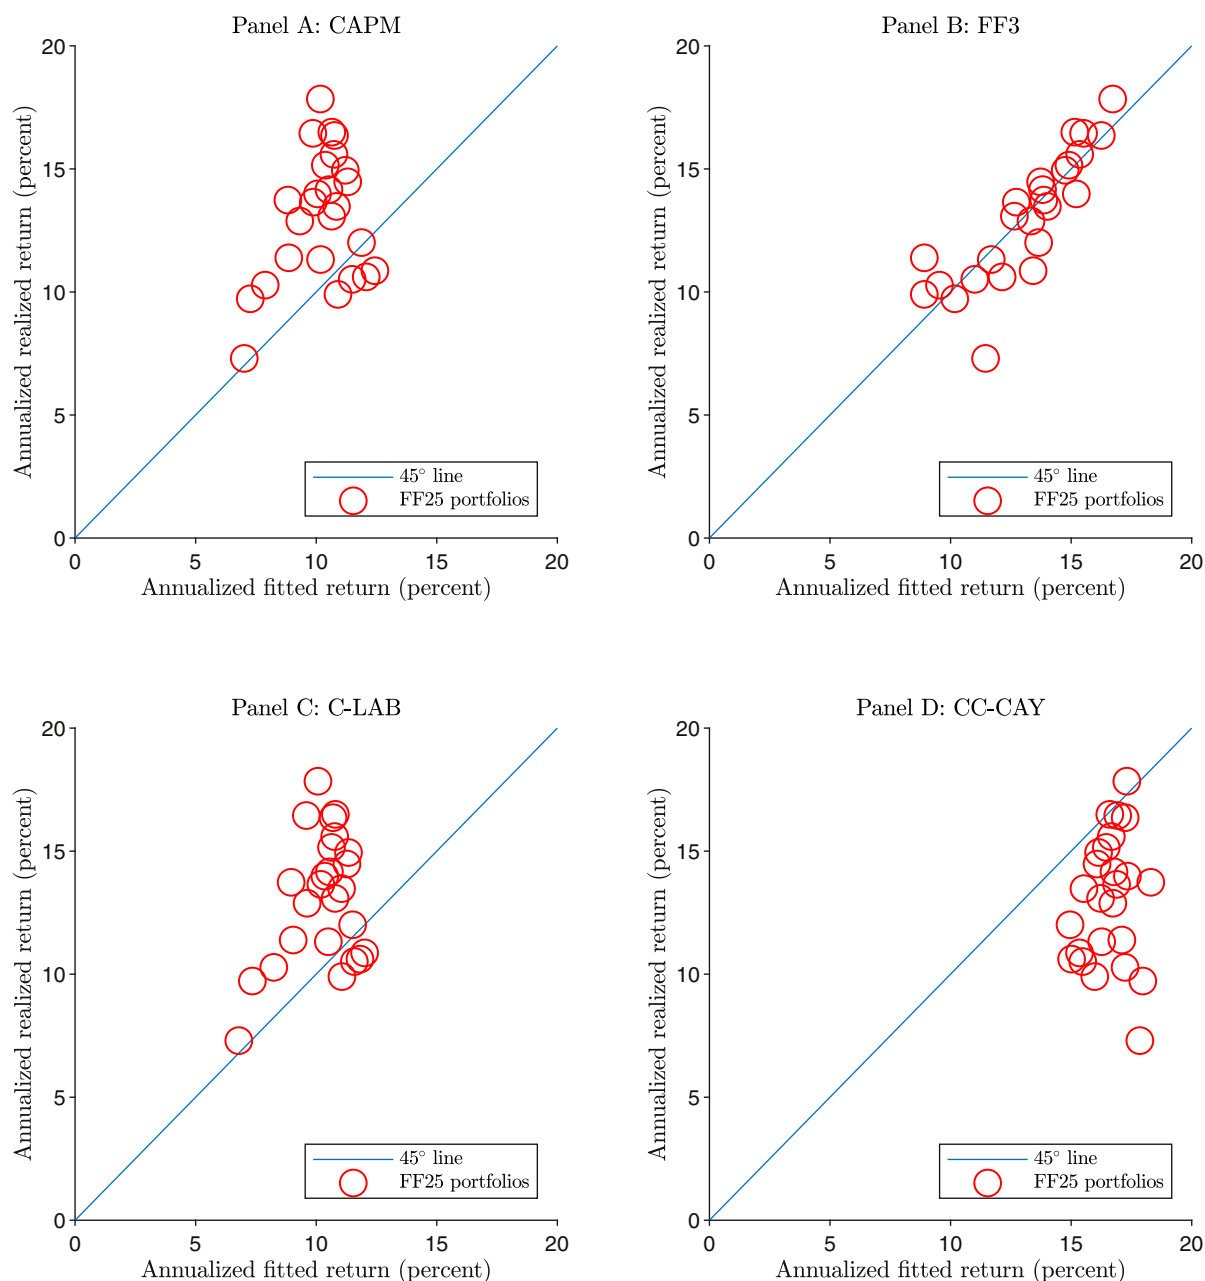 Panel A: CAPM
Annualized realized return (percent)
20
15
10
5
0
0 5 10 15 20
Annualized fitted return (percent)
45° line
FF25 portfolios
Panel B: FF3
Annualized realized return (percent)
20
15
10
5
0
0 5 10 15 20
Annualized fitted return (percent)
45° line
FF25 portfolios
Panel C: C-LAB
Annualized realized return (percent)
20
15
10
5
0
0 5 10 15 20
Annualized fitted return (percent)
45° line
FF25 portfolios
Panel D: CC-CAY
Annualized realized return (percent)
20
15
10
5
0
0 5 10 15 20
Annualized fitted return (percent)
45° line
FF25 portfolios